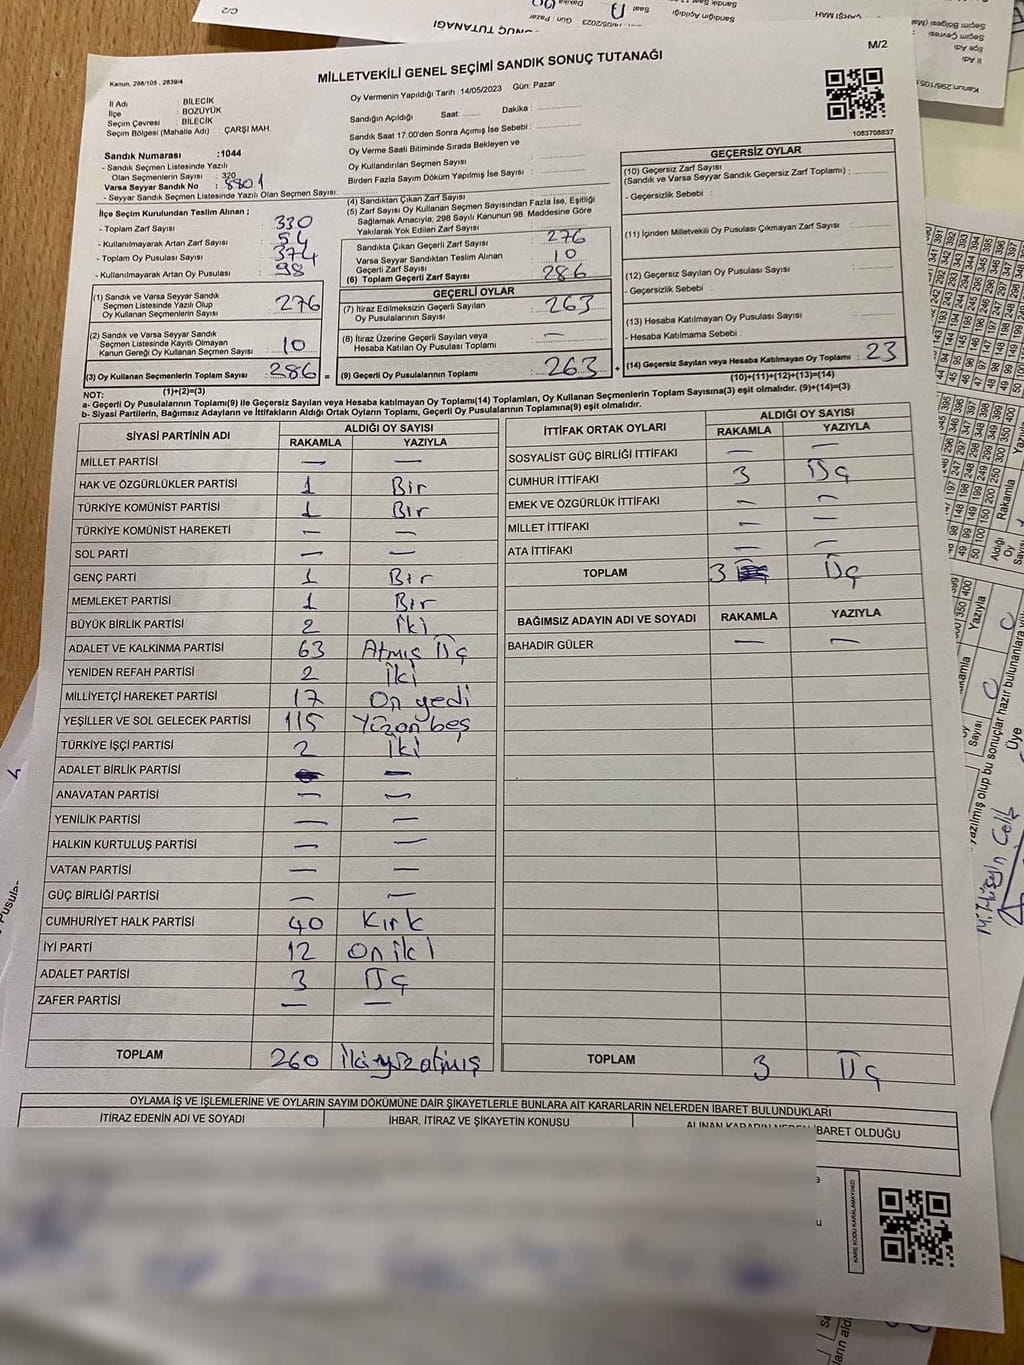 M/2
MİLLETVEKİLİ GENEL SEÇİMİ SANDIK SONUÇ TUTANAĞI
Kanun, 298/105 , 2839/4
Oy Vermenin Yapıldığı Tarih :14/05/2023 Gün: Pazar
İl Adı : BİLECİK
İlçe : BOZÜYÜK
Seçim Çevresi : BİLECİK
Seçim Bölgesi (Mahalle Adı) : ÇARŞI MAH.
Sandık Numarası :1044
- Sandık Seçmen Listesinde Yazılı
Olan Seçmenlerin Sayısı : 320
Varsa Seyyar Sandık No : 8801
- Seyyar Sandık Seçmen Listesinde Yazılı Olan Seçmen Sayısı:
Sandığın Açıldığı Saat: Dakika :
Sandık Saat 17.00'den Sonra Açımış İse Sebebi :
Oy Verme Saati Bitiminde Sırada Bekleyen ve
Oy Kullandırılan Seçmen Sayısı :
Birden Fazla Sayım Döküm Yapılmış İse Sayısı :
1083708837
İlçe Seçim Kurulundan Teslim Alınan ;
- Toplam Zarf Sayısı : 330
- Kullanılmayarak Artan Zarf Sayısı : 54
- Toplam Oy Pusulası Sayısı : 374
- Kullanılmayarak Artan Oy Pusulası : 98
(4) Sandıktan Çıkan Zarf Sayısı
(5) Zarf Sayısı Oy Kullanan Seçmen Sayısından Fazla İse, Eşitliği
Sağlamak Amacıyla, 298 Sayılı Kanunun 98. Maddesine Göre
Yakılarak Yok Edilen Zarf Sayısı :
Sandıkta Çıkan Geçerli Zarf Sayısı : 276
Varsa Seyyar Sandıktan Teslim Alınan
Geçerli Zarf Sayısı : 10
(6) Toplam Geçerli Zarf Sayısı : 286
GEÇERSİZ OYLAR
(10) Geçersiz Zarf Sayısı
(Sandık ve Varsa Seyyar Sandık Geçersiz Zarf Toplamı) :
- Geçersizlik Sebebi :
(11) İçinden Milletvekili Oy Pusulası Çıkmayan Zarf Sayısı :
(12) Geçersiz Sayılan Oy Pusulası Sayısı :
- Geçersizlik Sebebi :
(13) Hesaba Katılmayan Oy Pusulası Sayısı :
- Hesaba Katılmama Sebebi :
(14) Geçersiz Sayılan veya Hesaba Katılmayan Oy Toplamı : 23
(10)+(11)+(12)+(13)=(14)
(1) Sandık ve Varsa Seyyar Sandık
Seçmen Listesinde Yazılı Olup
Oy Kullanan Seçmenlerin Sayısı : 276
(2) Sandık ve Varsa Seyyar Sandık
Seçmen Listesinde Kayıtlı Olmayan
Kanun Gereği Oy Kullanan Seçmen Sayısı : 10
(3) Oy Kullanan Seçmenlerin Toplam Sayısı : 286 =
(1)+(2)=(3)
GEÇERLİ OYLAR
(7) İtiraz Edilmeksizin Geçerli Sayılan
Oy Pusulalarının Sayısı : 263
(8) İtiraz Üzerine Geçerli Sayılan veya
Hesaba Katılan Oy Pusulası Toplamı : —
(9) Geçerli Oy Pusulalarının Toplamı : 263 +
NOT:
a- Geçerli Oy Pusulalarının Toplamı(9) ile Geçersiz Sayılan veya Hesaba katılmayan Oy Toplamı(14) Toplamları, Oy Kullanan Seçmenlerin Toplam Sayısına(3) eşit olmalıdır. (9)+(14)=(3)
b- Siyasi Partilerin, Bağımsız Adayların ve İttifakların Aldığı Ortak Oyların Toplamı, Geçerli Oy Pusulalarının Toplamına(9) eşit olmalıdır.
SİYASİ PARTİNİN ADI ALDIĞI OY SAYISI
RAKAMLA YAZIYLA
MİLLET PARTİSİ — —
HAK VE ÖZGÜRLÜKLER PARTİSİ 1 Bir
TÜRKİYE KOMÜNİST PARTİSİ 1 Bir
TÜRKİYE KOMÜNİST HAREKETİ — —
SOL PARTİ — —
GENÇ PARTİ 1 Bir
MEMLEKET PARTİSİ 1 Bir
BÜYÜK BİRLİK PARTİSİ 2 İki
ADALET VE KALKINMA PARTİSİ 63 Atmış Üç
YENİDEN REFAH PARTİSİ 2 İki
MİLLİYETÇİ HAREKET PARTİSİ 17 On yedi
YEŞİLLER VE SOL GELECEK PARTİSİ 115 Yüzon beş
TÜRKİYE İŞÇİ PARTİSİ 2 İki
ADALET BİRLİK PARTİSİ —
ANAVATAN PARTİSİ — —
YENİLİK PARTİSİ — —
HALKIN KURTULUŞ PARTİSİ — —
VATAN PARTİSİ — —
GÜÇ BİRLİĞİ PARTİSİ — —
CUMHURİYET HALK PARTİSİ 40 Kırk
İYİ PARTİ 12 On iki
ADALET PARTİSİ 3 Üç
ZAFER PARTİSİ — —
TOPLAM 260 İkiyüzatmış
İTTİFAK ORTAK OYLARI ALDIĞI OY SAYISI
RAKAMLA YAZIYLA
SOSYALİST GÜÇ BİRLİĞİ İTTİFAKI — —
CUMHUR İTTİFAKI 3 Üç
EMEK VE ÖZGÜRLÜK İTTİFAKI — —
MİLLET İTTİFAKI — —
ATA İTTİFAKI — —
TOPLAM 3 Üç
BAĞIMSIZ ADAYIN ADI VE SOYADI RAKAMLA YAZIYLA
BAHADIR GÜLER — —
TOPLAM 3 Üç
OYLAMA İŞ VE İŞLEMLERİNE VE OYLARIN SAYIM DÖKÜMÜNE DAİR ŞİKAYETLERLE BUNLARA AİT KARARLARIN NELERDEN İBARET BULUNDUKLARI
İTİRAZ EDENİN ADI VE SOYADI İHBAR, İTİRAZ VE ŞİKAYETİN KONUSU ALINAN KARARIN NEDEN İBARET OLDUĞU
KARE KODU KARALAMAYINIZ!